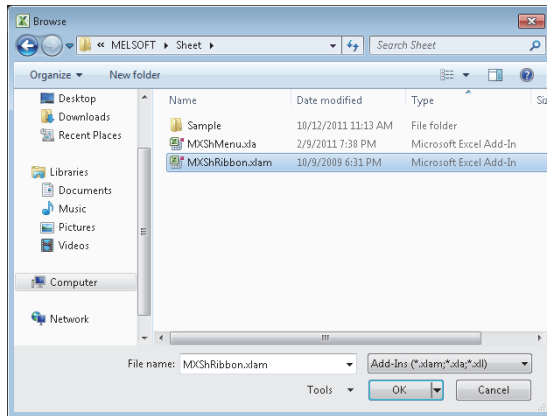 Browse
« MELSOFT ▸ Sheet ▸
Search Sheet
Organize ▾ New folder
Name Date modified Type Siz
Desktop
Downloads
Recent Places
Libraries
Documents
Music
Pictures
Videos
Computer
Network
Sample 10/12/2011 11:13 AM File folder
MXShMenu.xla 2/9/2011 7:38 PM Microsoft Excel Add-In
MXShRibbon.xlam 10/9/2009 6:31 PM Microsoft Excel Add-In
File name: MXShRibbon.xlam Add-Ins (*.xlam;*.xla;*.xll)
Tools OK Cancel